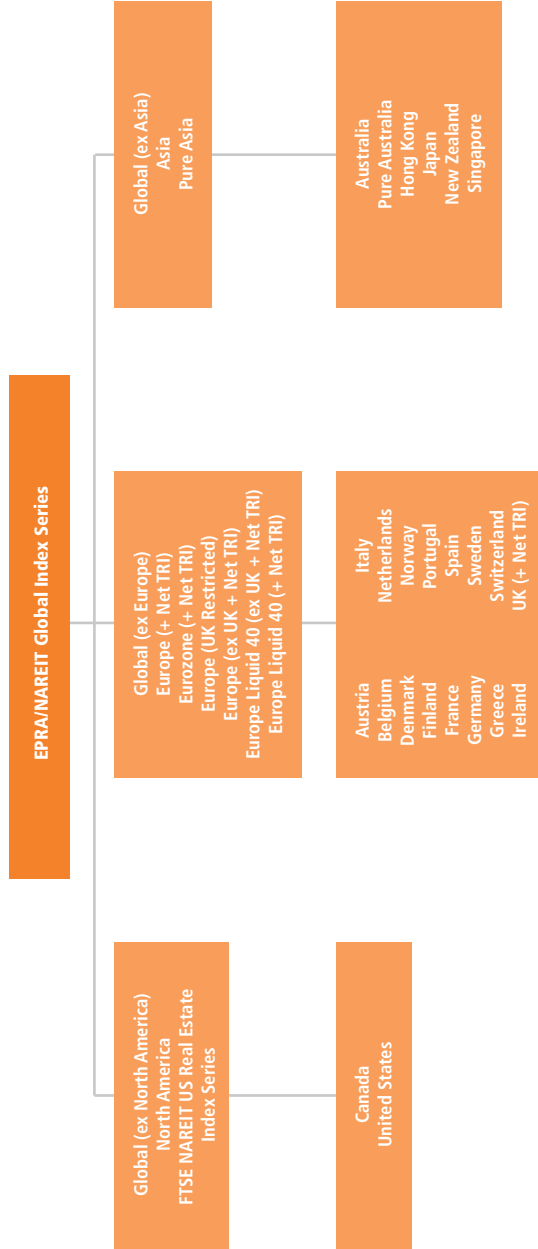 EPRA/NAREIT Global Index Series
Global (ex North America)
North America
FTSE NAREIT US Real Estate
Index Series
Canada
United States
Global (ex Europe)
Europe (+ Net TRI)
Eurozone (+ Net TRI)
Europe (UK Restricted)
Europe (ex UK + Net TRI)
Europe Liquid 40 (ex UK + Net TRI)
Europe Liquid 40 (+ Net TRI)
Austria
Belgium
Denmark
Finland
France
Germany
Greece
Ireland
Italy
Netherlands
Norway
Portugal
Spain
Sweden
Switzerland
UK (+ Net TRI)
Global (ex Asia)
Asia
Pure Asia
Australia
Pure Australia
Hong Kong
Japan
New Zealand
Singapore